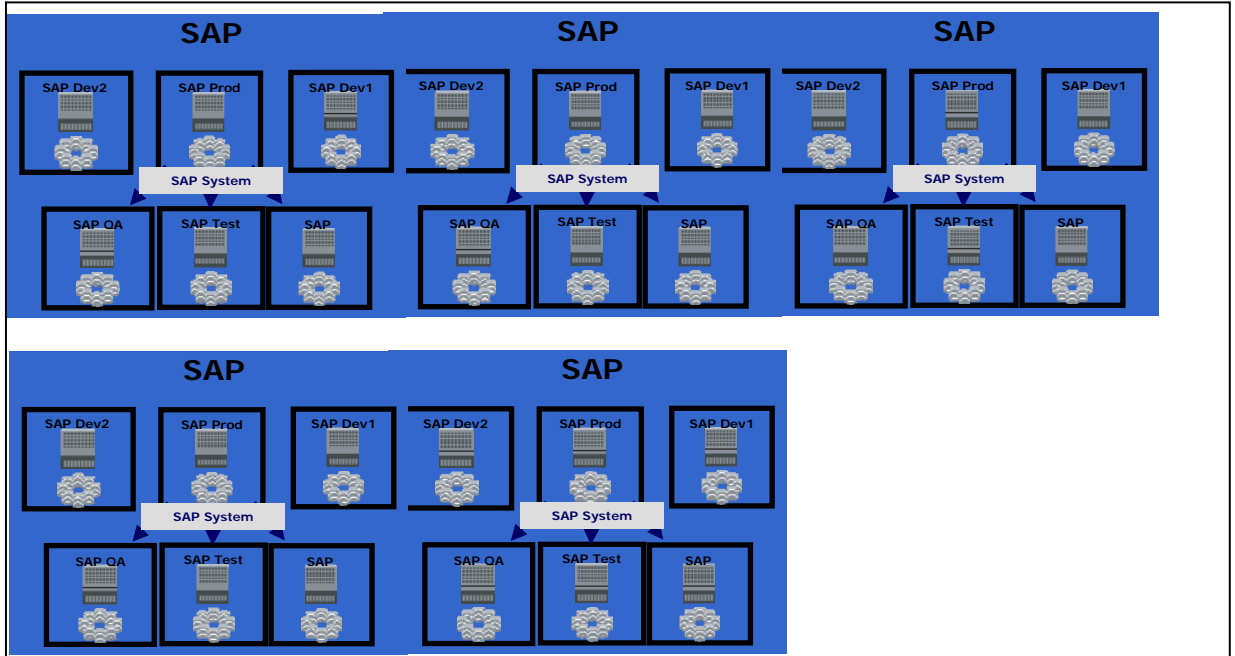 SAP SAP SAP
SAP Dev2 SAP Prod SAP Dev1 SAP Dev2 SAP Prod SAP Dev1 SAP Dev2 SAP Prod SAP Dev1
SAP System SAP System SAP System
SAP QA SAP Test SAP SAP QA SAP Test SAP SAP QA SAP Test SAP
SAP SAP
SAP Dev2 SAP Prod SAP Dev1 SAP Dev2 SAP Prod SAP Dev1
SAP System SAP System
SAP QA SAP Test SAP SAP QA SAP Test SAP